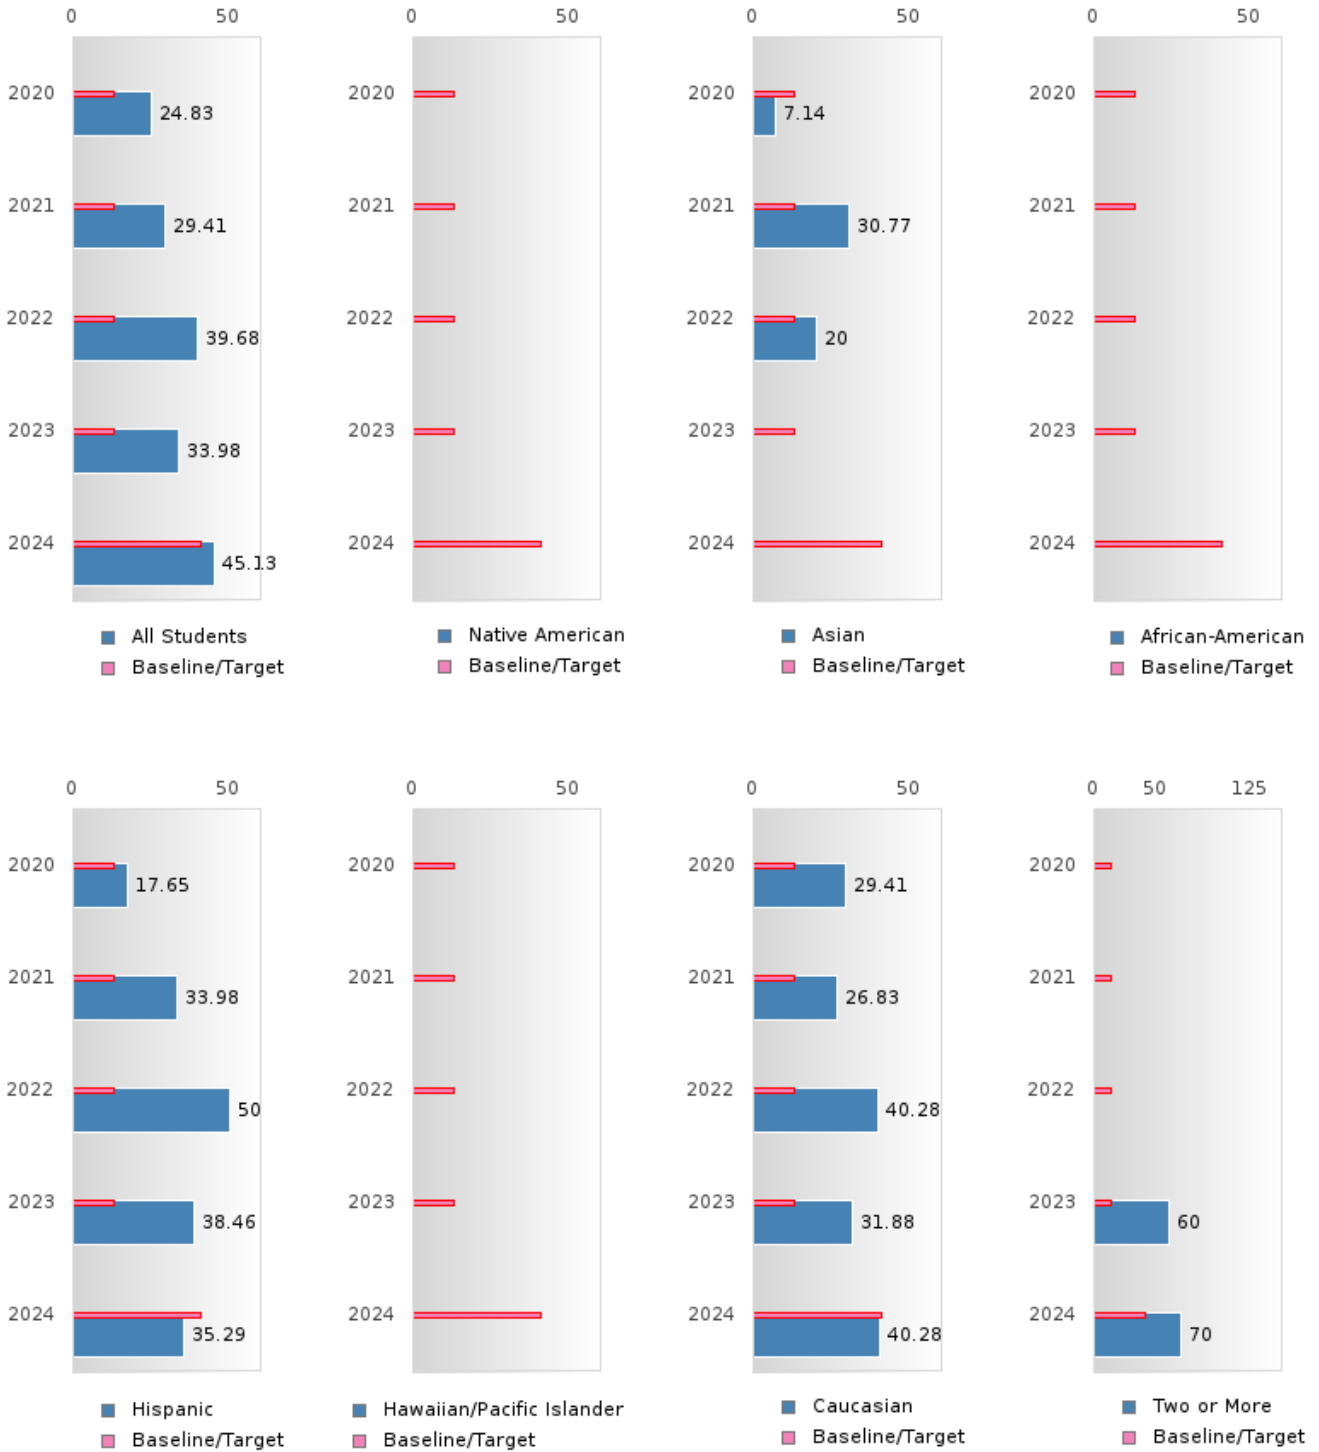 0 50
2020 24.83
2021 29.41
2022 39.68
2023 33.98
2024 45.13
All Students
Baseline/Target
0 50
2020
2021
2022
2023
2024
Native American
Baseline/Target
0 50
2020 7.14
2021 30.77
2022 20
2023
2024
Asian
Baseline/Target
0 50
2020
2021
2022
2023
2024
African-American
Baseline/Target
0 50
2020 17.65
2021 33.98
2022 50
2023 38.46
2024 35.29
Hispanic
Baseline/Target
0 50
2020
2021
2022
2023
2024
Hawaiian/Pacific Islander
Baseline/Target
0 50
2020 29.41
2021 26.83
2022 40.28
2023 31.88
2024 40.28
Caucasian
Baseline/Target
0 50 125
2020
2021
2022
2023 60
2024 70
Two or More
Baseline/Target